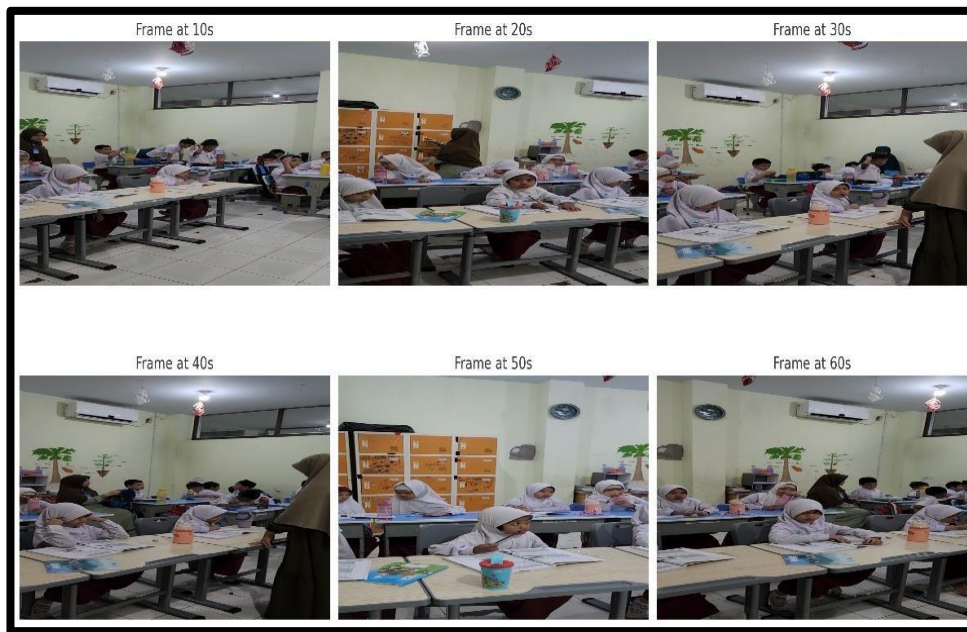 Frame at 10s
Frame at 20s
Frame at 30s
Frame at 40s
Frame at 50s
Frame at 60s